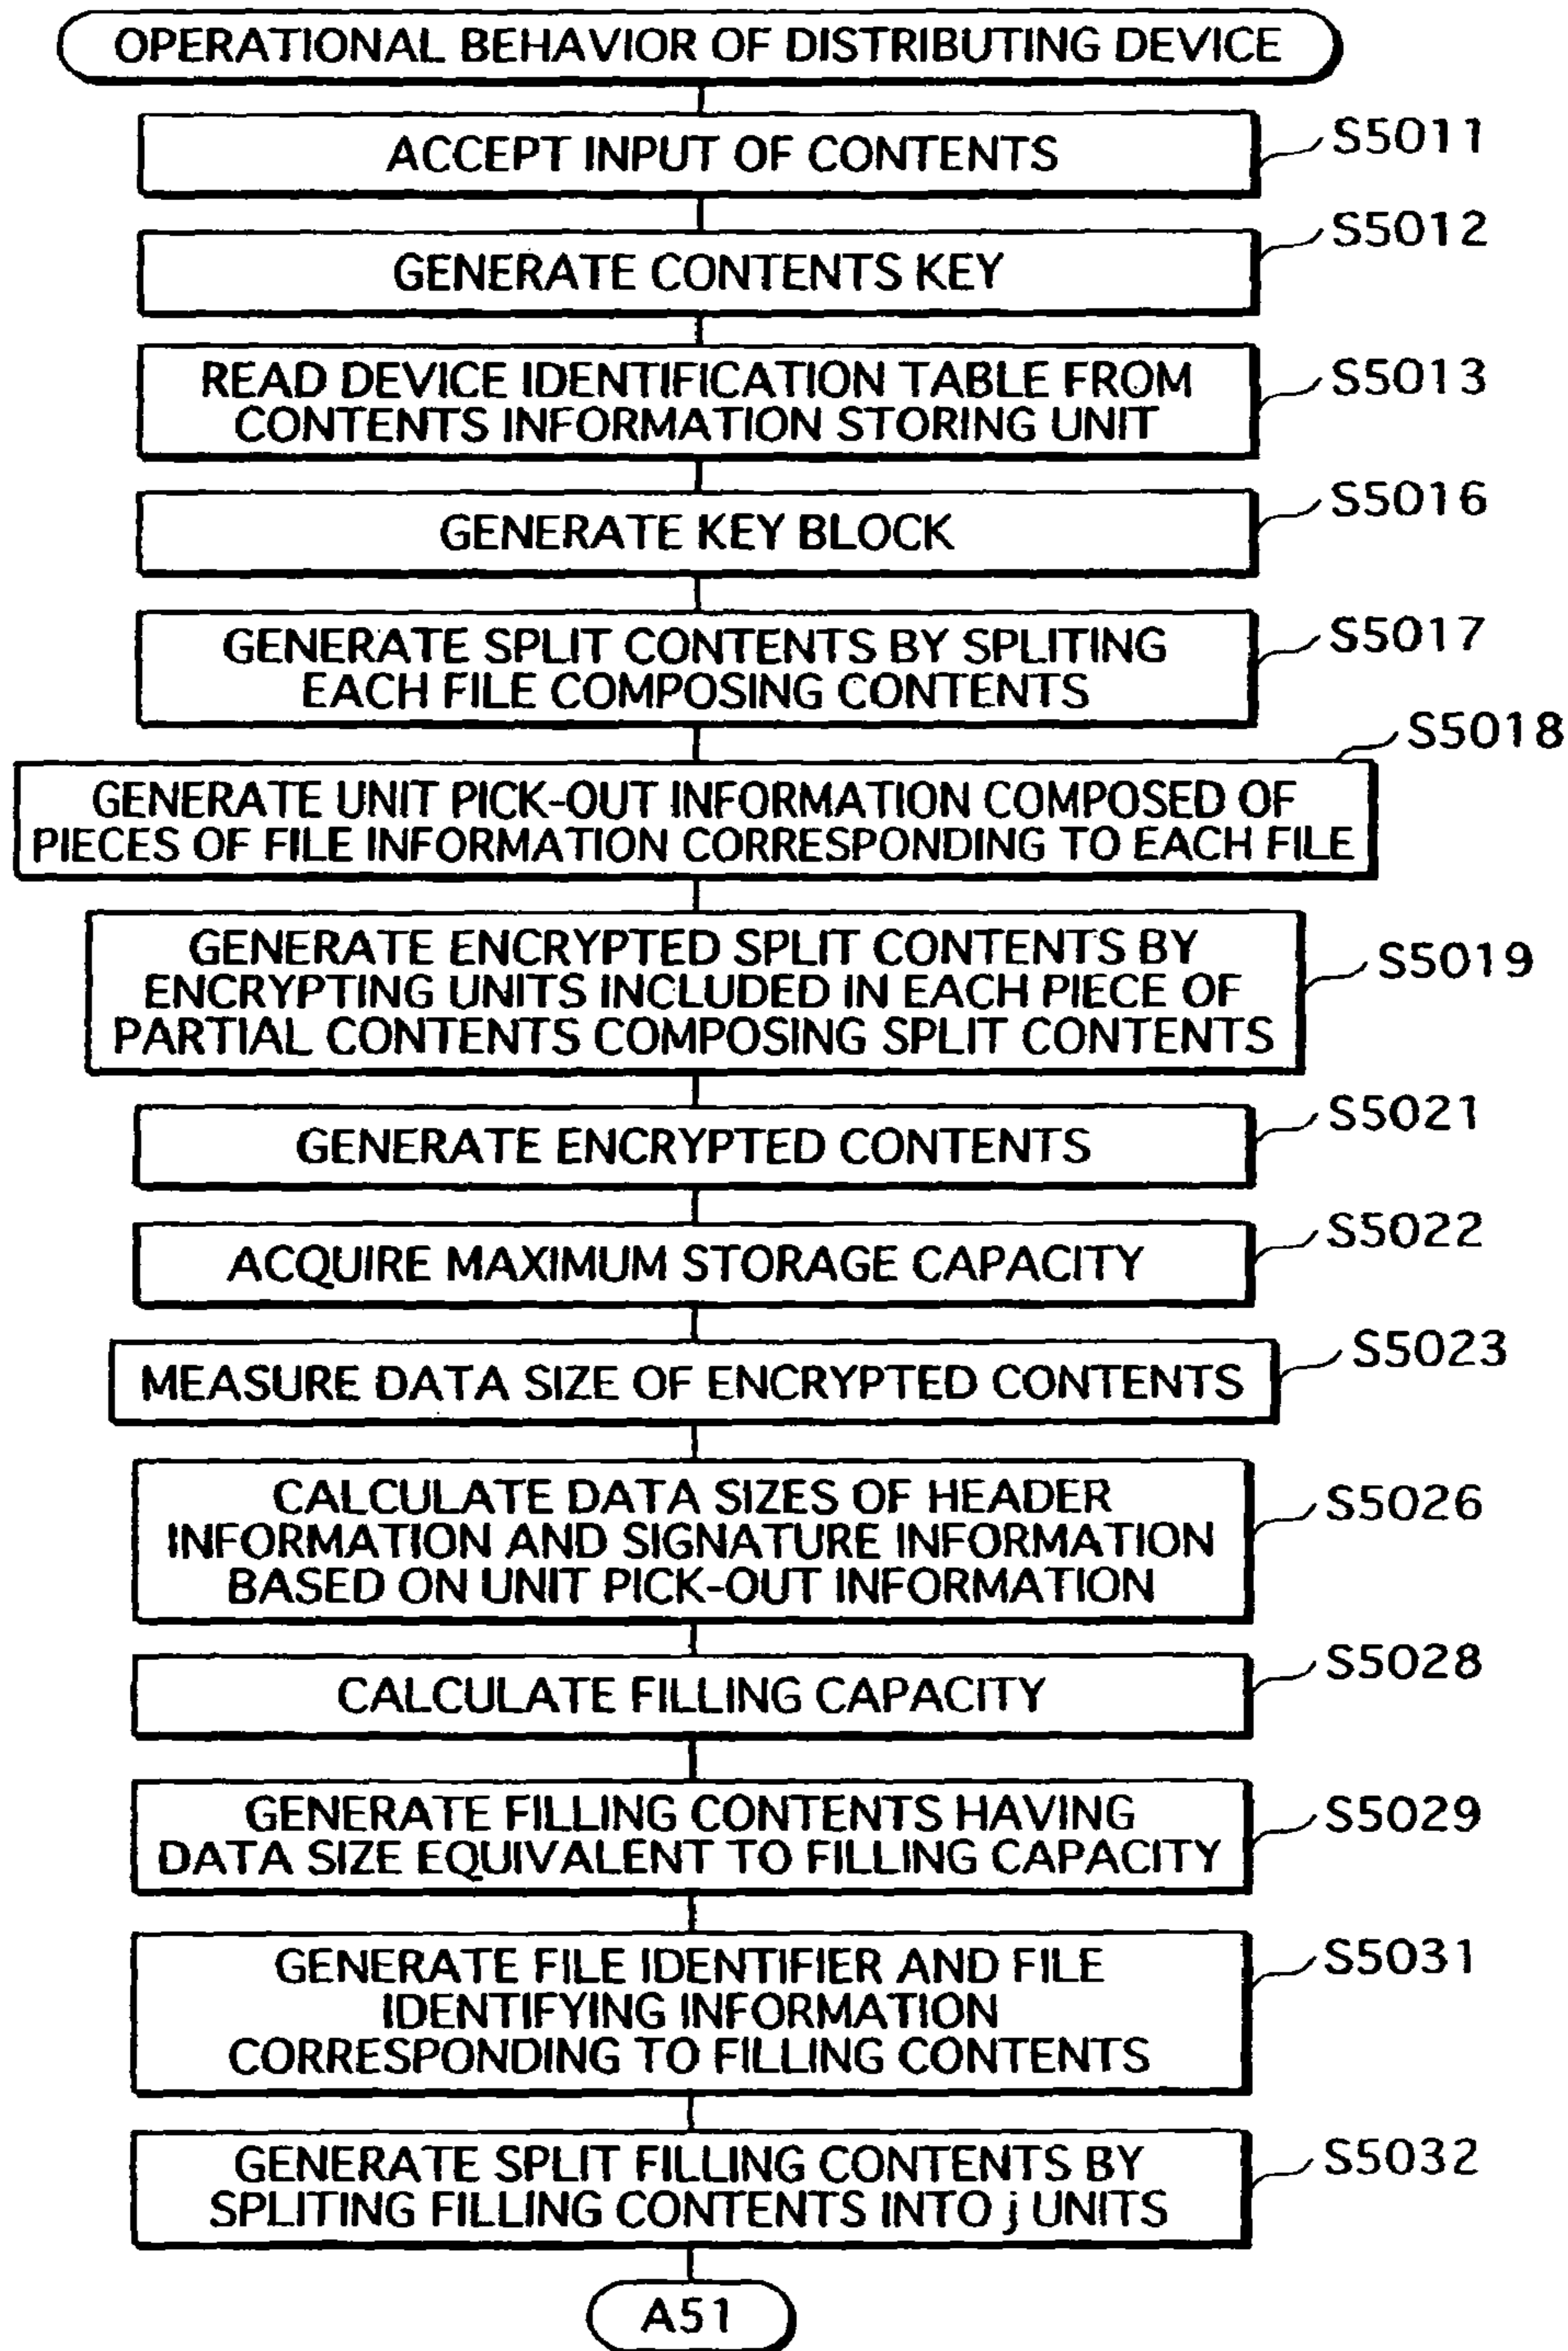 OPERATIONAL BEHAVIOR OF DISTRIBUTING DEVICE
ACCEPT INPUT OF CONTENTS
S5011
GENERATE CONTENTS KEY
S5012
READ DEVICE IDENTIFICATION TABLE FROM
CONTENTS INFORMATION STORING UNIT
S5013
GENERATE KEY BLOCK
S5016
GENERATE SPLIT CONTENTS BY SPLITING
EACH FILE COMPOSING CONTENTS
S5017
GENERATE UNIT PICK-OUT INFORMATION COMPOSED OF
PIECES OF FILE INFORMATION CORRESPONDING TO EACH FILE
S5018
GENERATE ENCRYPTED SPLIT CONTENTS BY
ENCRYPTING UNITS INCLUDED IN EACH PIECE OF
PARTIAL CONTENTS COMPOSING SPLIT CONTENTS
S5019
GENERATE ENCRYPTED CONTENTS
S5021
ACQUIRE MAXIMUM STORAGE CAPACITY
S5022
MEASURE DATA SIZE OF ENCRYPTED CONTENTS
S5023
CALCULATE DATA SIZES OF HEADER
INFORMATION AND SIGNATURE INFORMATION
BASED ON UNIT PICK-OUT INFORMATION
S5026
CALCULATE FILLING CAPACITY
S5028
GENERATE FILLING CONTENTS HAVING
DATA SIZE EQUIVALENT TO FILLING CAPACITY
S5029
GENERATE FILE IDENTIFIER AND FILE
IDENTIFYING INFORMATION
CORRESPONDING TO FILLING CONTENTS
S5031
GENERATE SPLIT FILLING CONTENTS BY
SPLITING FILLING CONTENTS INTO j UNITS
S5032
A51